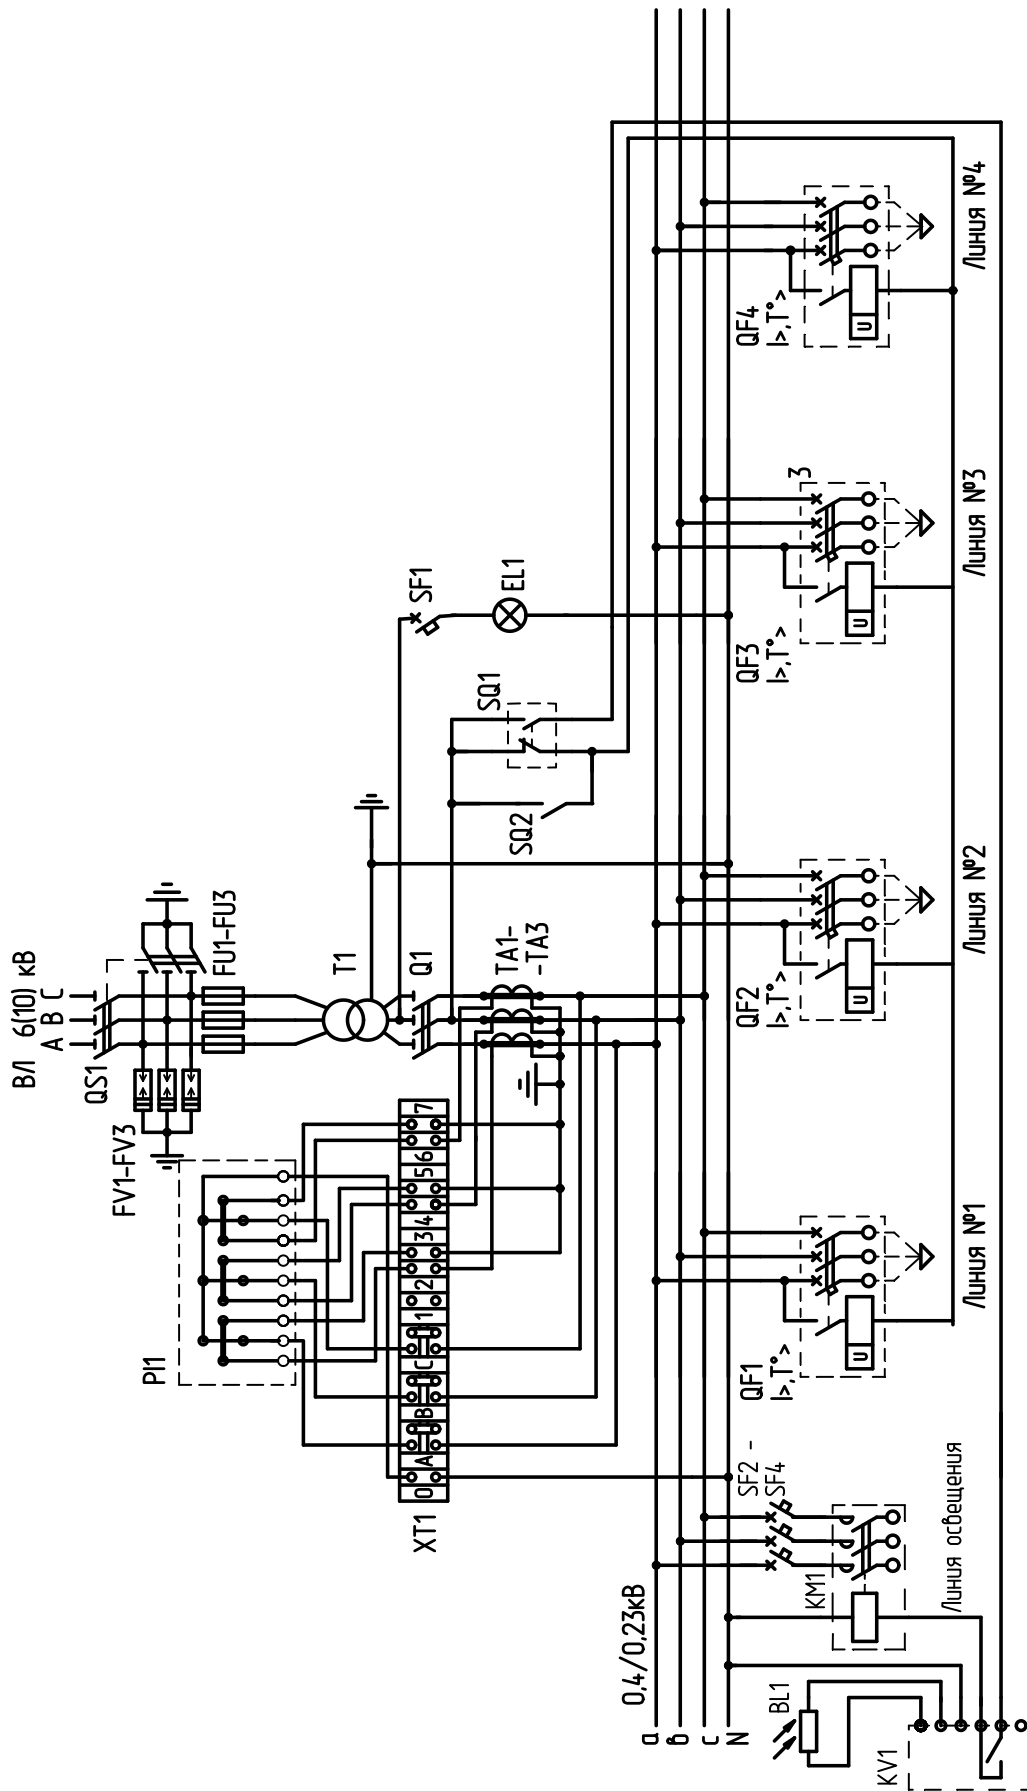 ВЛ 6(10) кВ
A B C
QS1
FV1-FV3
FU1-FU3
T1
Q1
TA1-
-TA3
PI1
XT1
0 A B C 1 2 3 4 5 6 7
SQ2
SQ1
SF1
EL1
0,4/0,23кВ
a
в
c
N
BL1
KV1
KM1
SF2 -
SF4
Линия освещения
QF1
I>,T°>
U
Линия №1
QF2
I>,T°>
U
Линия №2
QF3
I>,T°>
U
3
Линия №3
QF4
I>,T°>
U
Линия №4